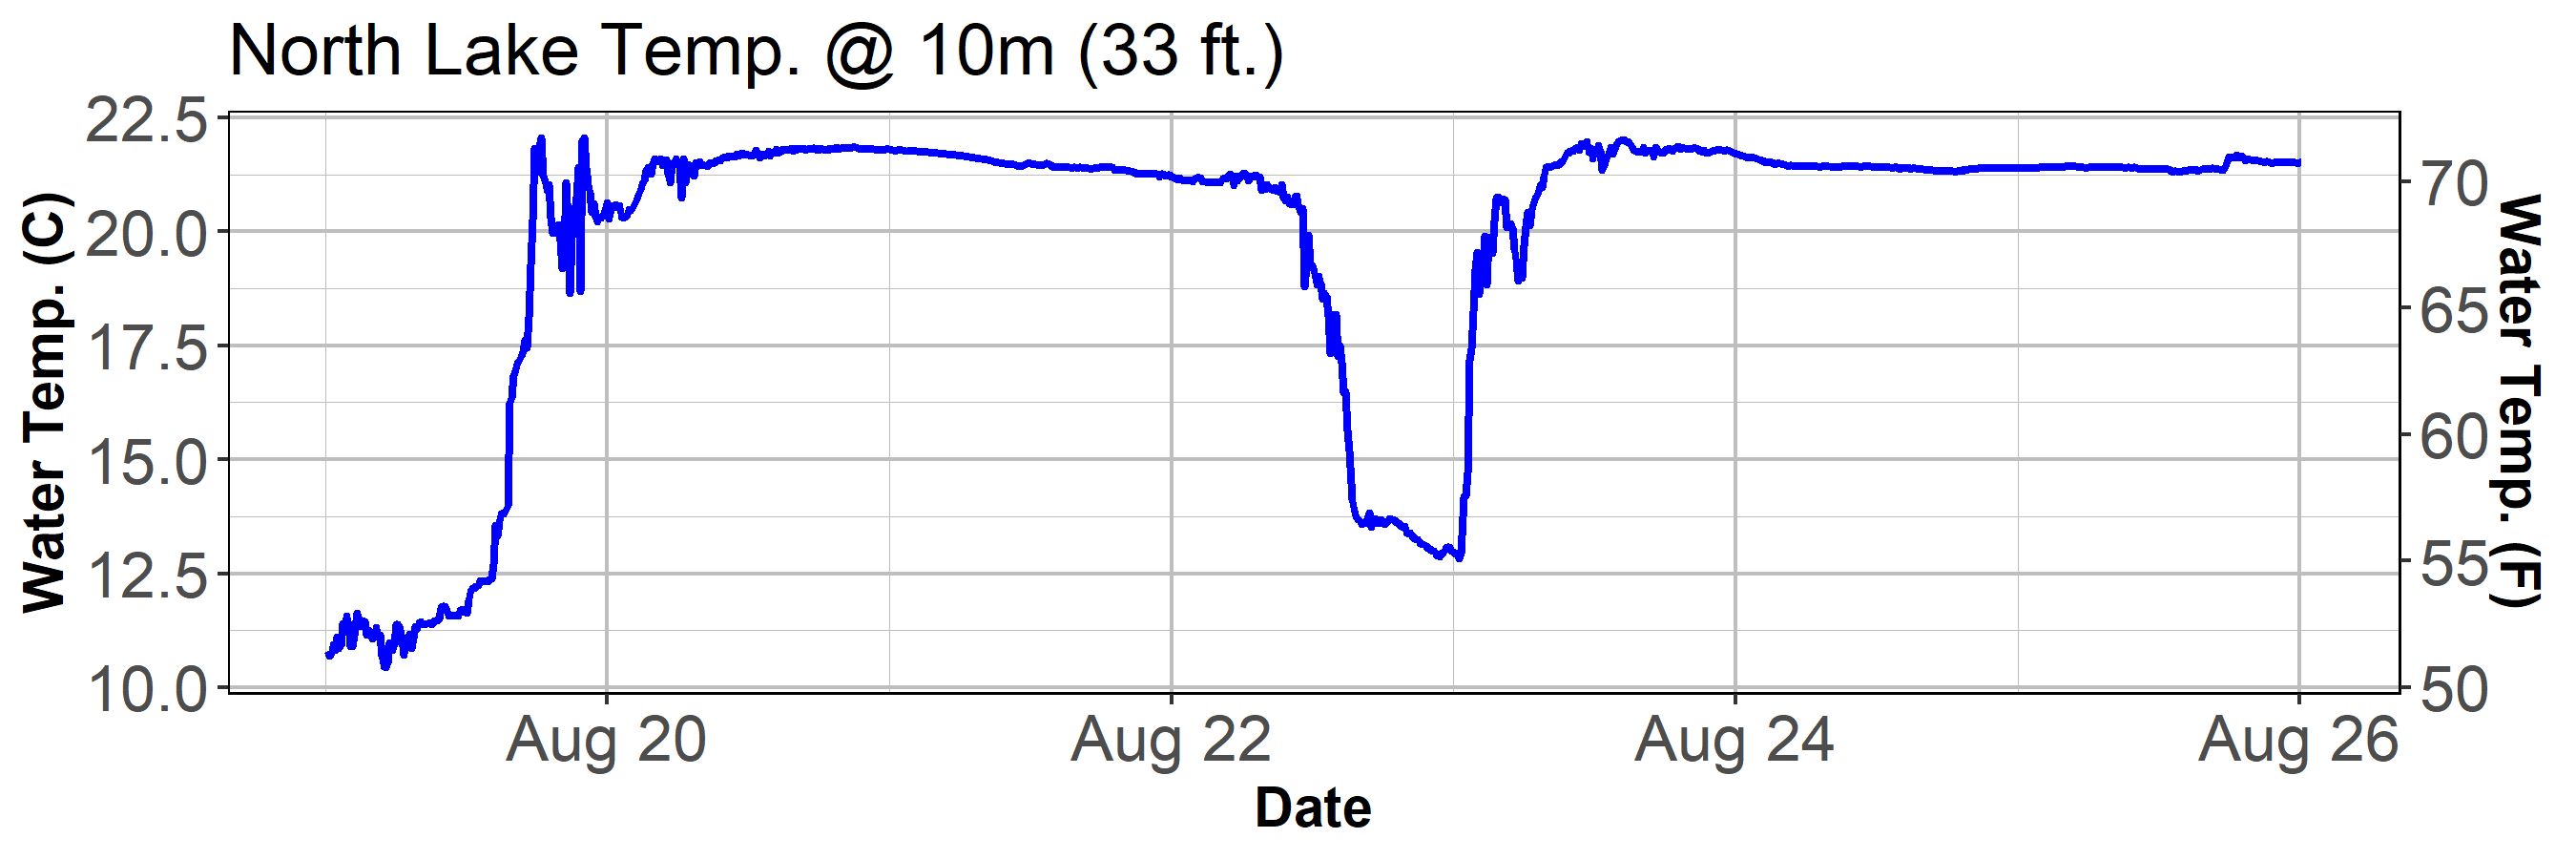 North Lake Temp. @ 10m (33 ft.)
Water Temp. (C)
22.5
20.0
17.5
15.0
12.5
10.0
70
65
60
55
50
Water Temp. (F)
Aug 20 Aug 22 Aug 24 Aug 26
Date